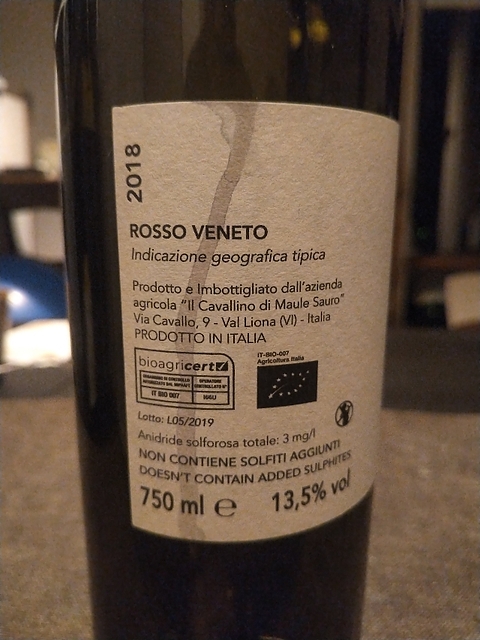 2018
ROSSO VENETO
Indicazione geografica tipica
Prodotto e Imbottigliato dall'azienda
agricola "Il Cavallino di Maule Sauro"
Via Cavallo, 9 - Val Liona (VI) - Italia
PRODOTTO IN ITALIA
bioagricert
IT BIO 007
IT-BIO-007
Agricoltura Italia
Lotto: L05/2019
Anidride solforosa totale: 3 mg/l
NON CONTIENE SOLFITI AGGIUNTI
DOESN'T CONTAIN ADDED SULPHITES
750 ml e 13,5% vol